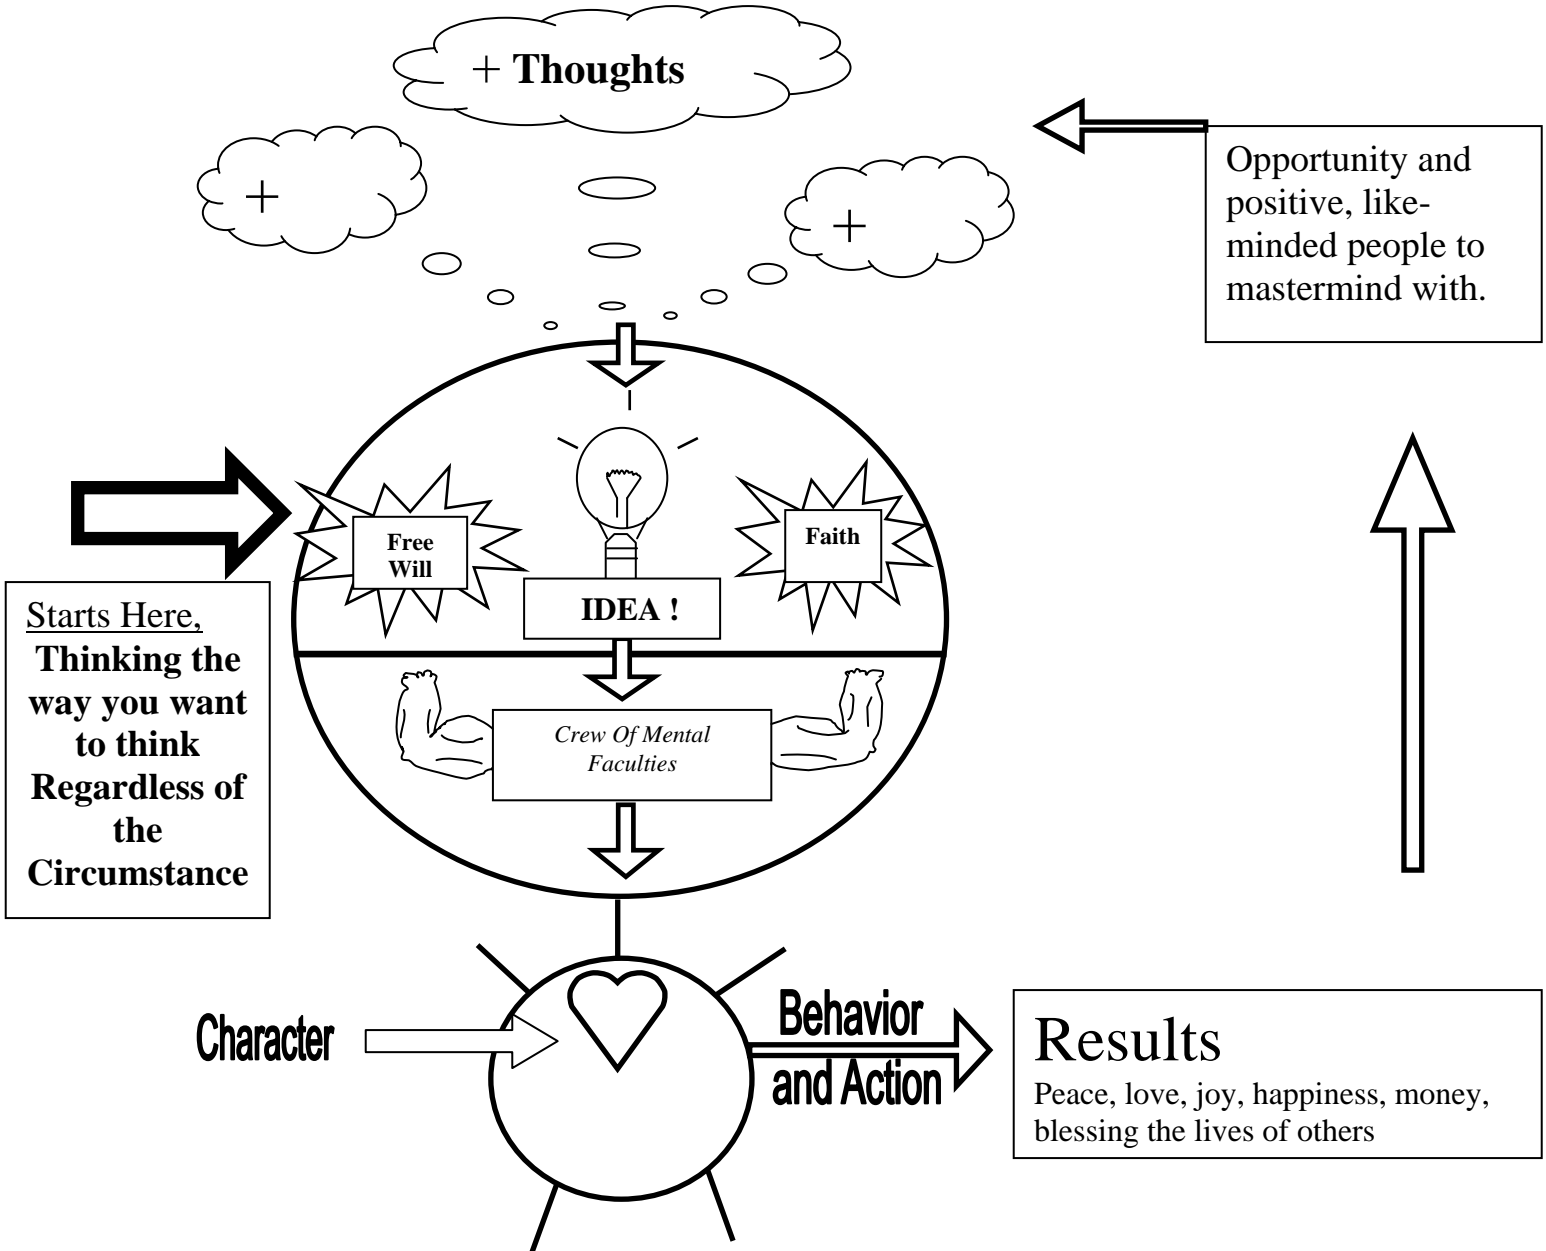 + Thoughts
+
+
Opportunity and
positive, like-
minded people to
mastermind with.
Free
Will
Faith
IDEA !
Starts Here,
Thinking the
way you want
to think
Regardless of
the
Circumstance
Crew Of Mental
Faculties
Character
Behavior
and Action
Results
Peace, love, joy, happiness, money,
blessing the lives of others